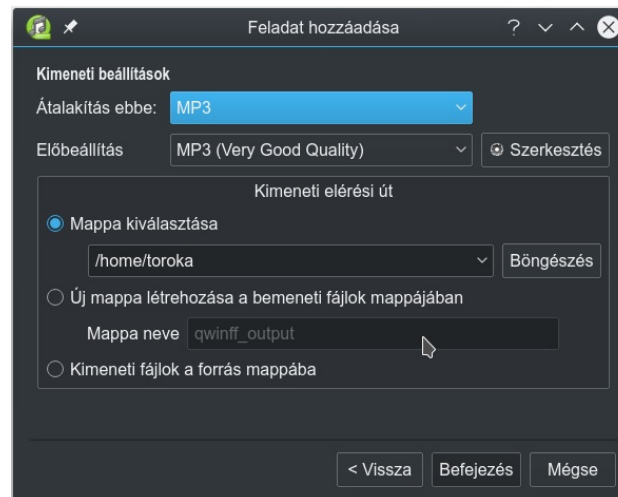 Feladat hozzáadása
Kimeneti beállítások
Átalakítás ebbe: MP3
Előbeállítás MP3 (Very Good Quality) Szerkesztés
Kimeneti elérési út
Mappa kiválasztása
/home/toroka Böngészés
Új mappa létrehozása a bemeneti fájlok mappájában
Mappa neve qwinff_output
Kimeneti fájlok a forrás mappába
< Vissza Befejezés Mégse